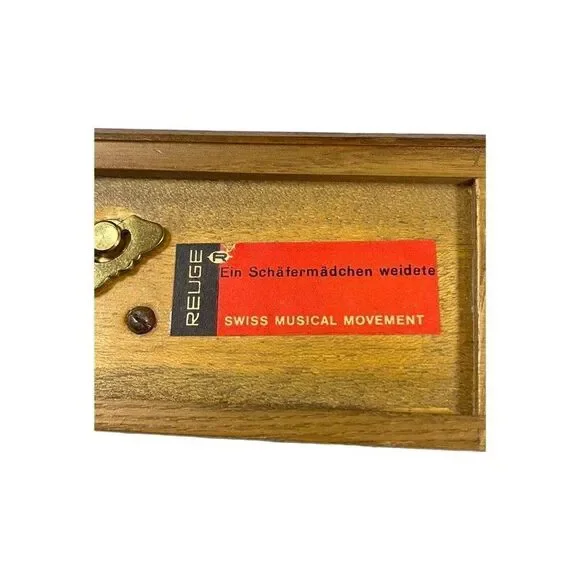 REUGE
R
Ein Schäfermädchen weidete
SWISS MUSICAL MOVEMENT